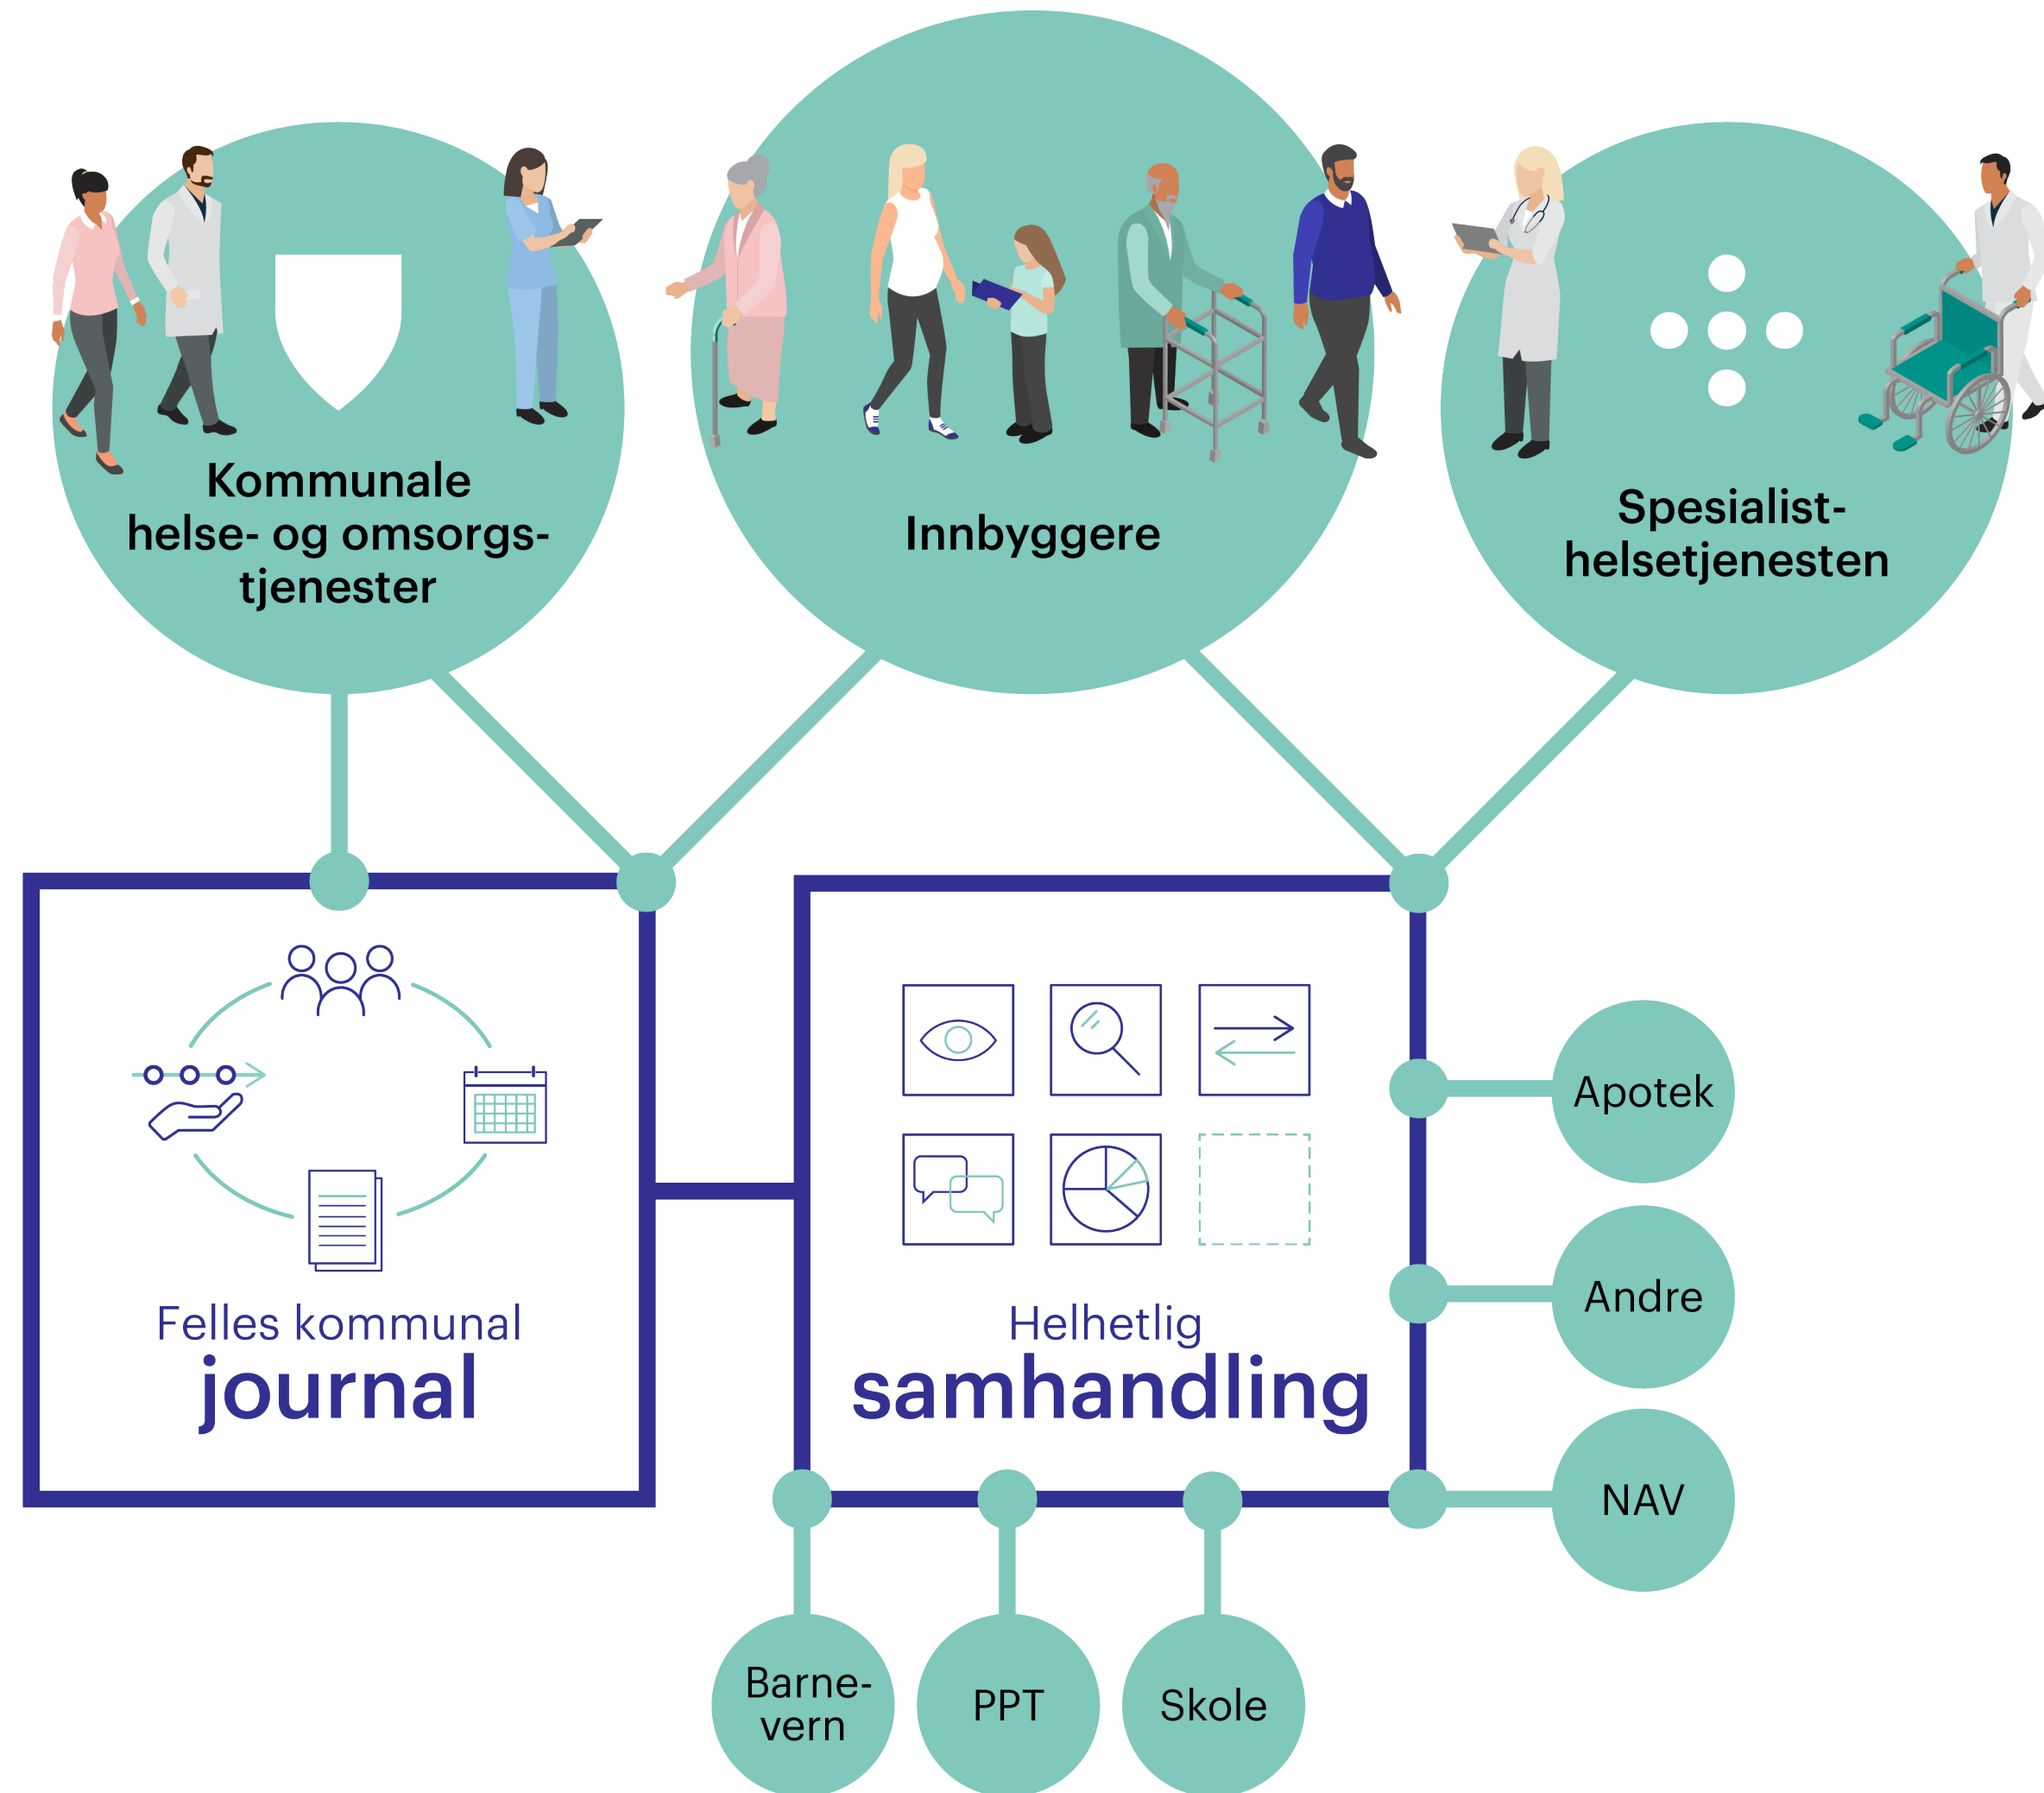 Kommunale
helse- og omsorgs-
tjenester
Innbyggere
Spesialist-
helsetjenesten
Felles kommunal
journal
Helhetlig
samhandling
Apotek
Andre
NAV
Barne-
vern
PPT
Skole